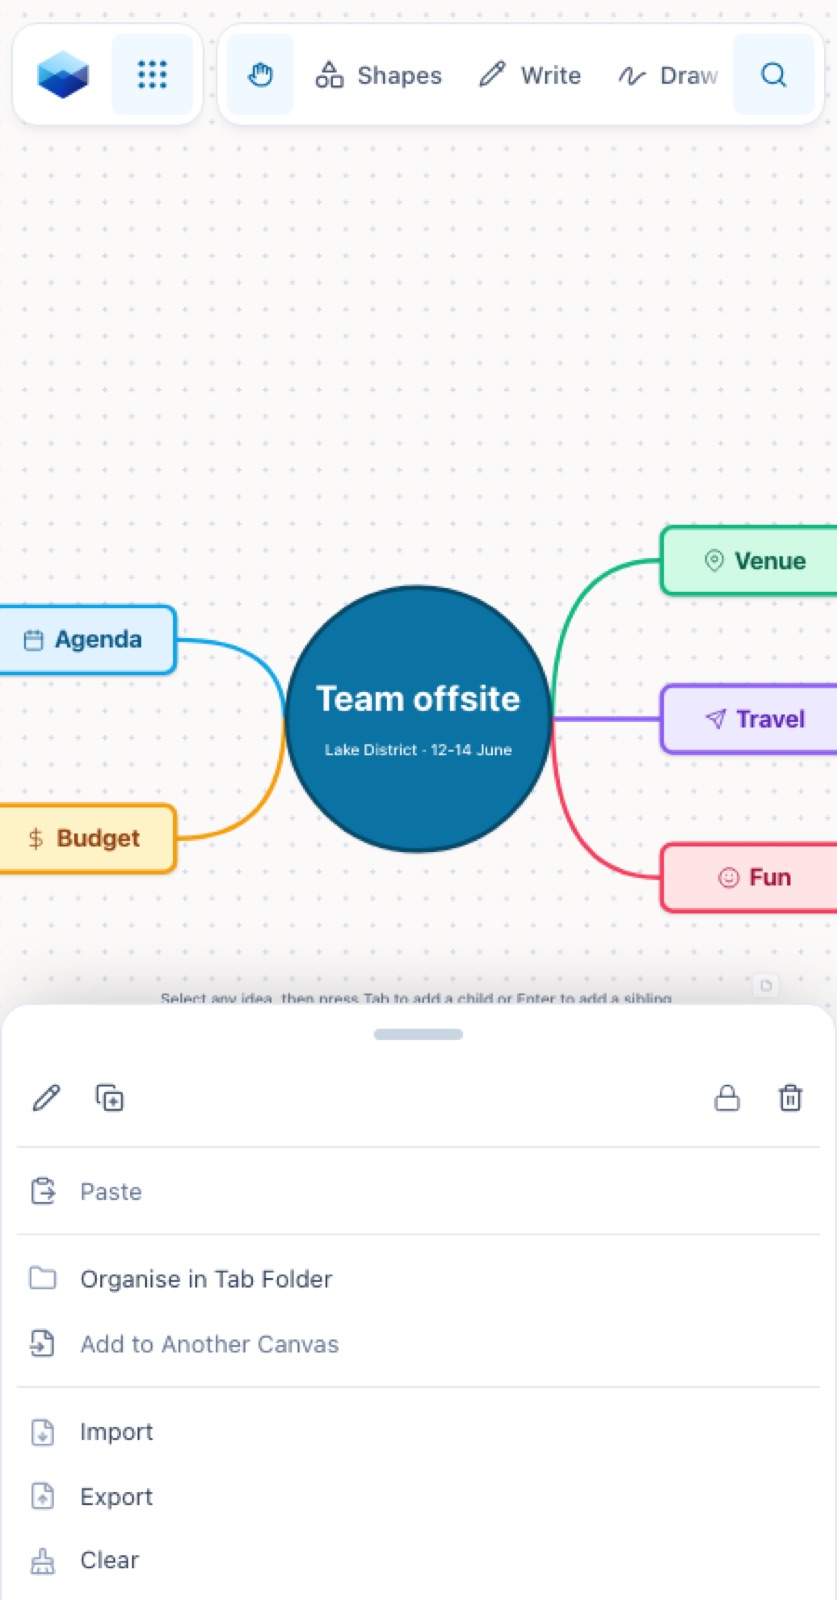 Shapes
Write
Draw
Venue
Agenda
Team offsite
Travel
Lake District · 12-14 June
Budget
Fun
Select any idea, then press Tab to add a child or Enter to add a sibling
Paste
Organise in Tab Folder
Add to Another Canvas
Import
Export
Clear